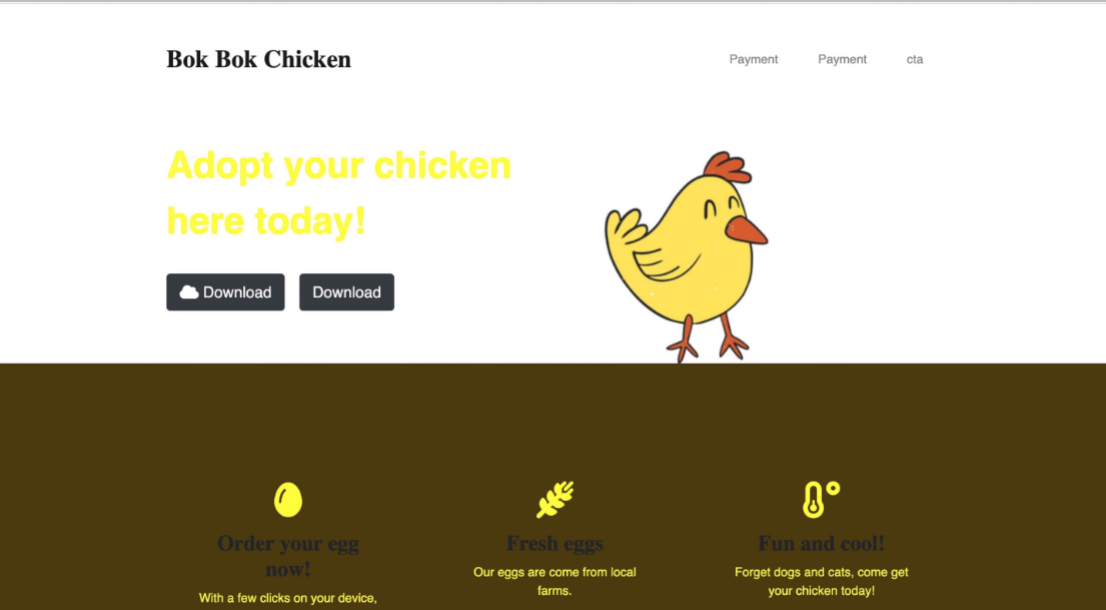 Bok Bok Chicken
Payment Payment cta
Adopt your chicken
here today!
Download Download
Order your egg
now!
With a few clicks on your device,
Fresh eggs
Our eggs are come from local
farms.
Fun and cool!
Forget dogs and cats, come get
your chicken today!